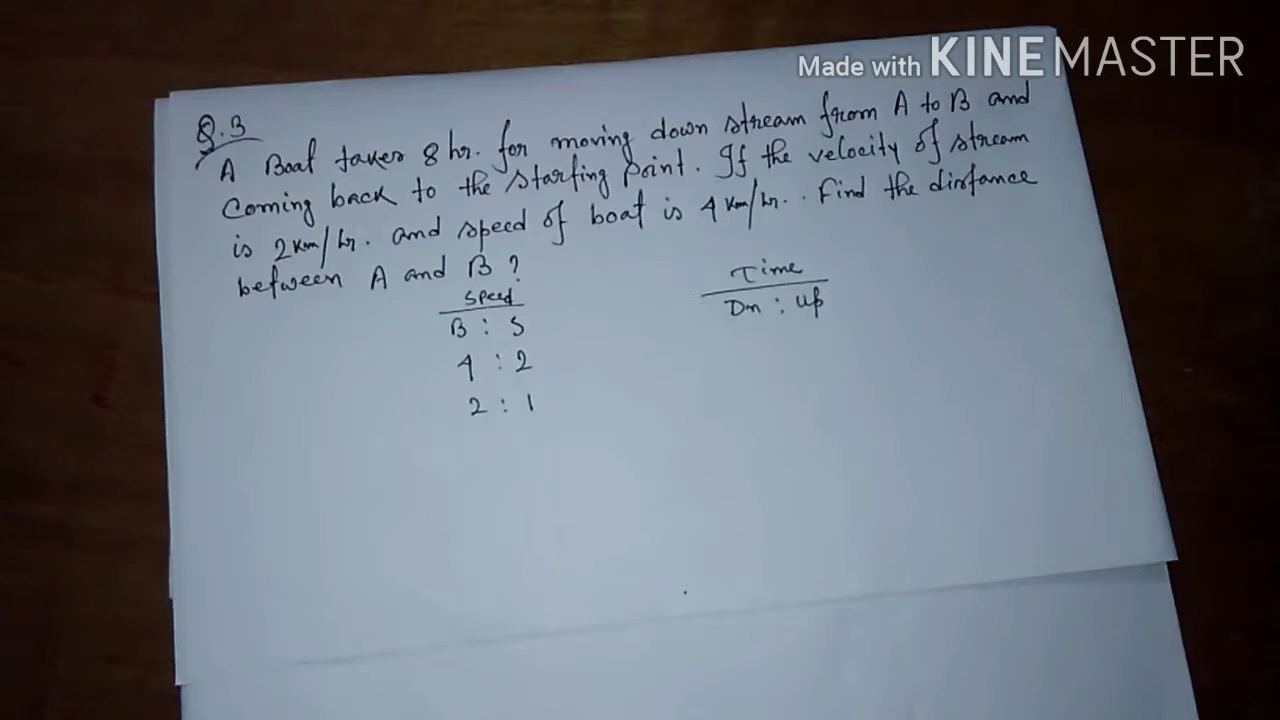 Made with KINEMASTER
Q.3
A Boat takes 8 hr. for moving down stream from A to B and
Coming back to the starting point. If the velocity of stream
is 2 Km/hr. and speed of boat is 4 Km/hr.. Find the distance
between A and B ?
Speed
B : S
4 : 2
2 : 1
Time
Dn : up